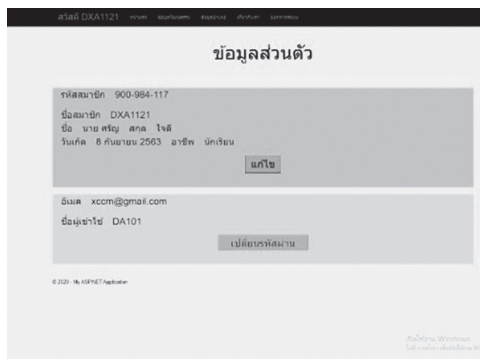 สวัสดี DXA1121
ข้อมูลส่วนตัว
รหัสสมาชิก 900-984-117
ชื่อสมาชิก DXA1121
ชื่อ นาย ศรัญ สกล ใจดี
วันเกิด 8 กันยายน 2563 อาชีพ นักเรียน
แก้ไข
อีเมล xccm@gmail.com
ชื่อผู้เข้าใช้ DA101
เปลี่ยนรหัสผ่าน
© 2020 - My ASP.NET Application